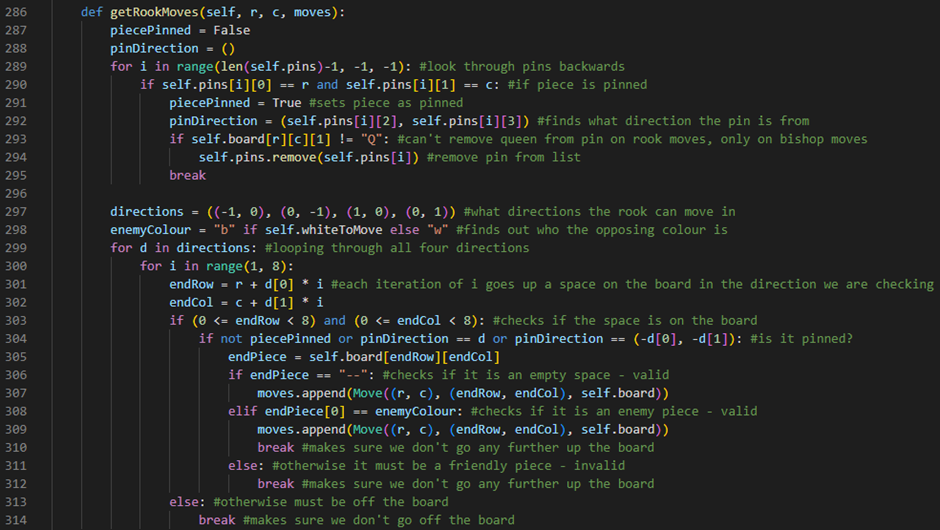 286 def getRookMoves(self, r, c, moves):
287 piecePinned = False
288 pinDirection = ()
289 for i in range(len(self.pins)-1, -1, -1): #look through pins backwards
290 if self.pins[i][0] == r and self.pins[i][1] == c: #if piece is pinned
291 piecePinned = True #sets piece as pinned
292 pinDirection = (self.pins[i][2], self.pins[i][3]) #finds what direction the pin is from
293 if self.board[r][c][1] != "Q": #can't remove queen from pin on rook moves, only on bishop moves
294 self.pins.remove(self.pins[i]) #remove pin from list
295 break
296
297 directions = ((-1, 0), (0, -1), (1, 0), (0, 1)) #what directions the rook can move in
298 enemyColour = "b" if self.whiteToMove else "w" #finds out who the opposing colour is
299 for d in directions: #looping through all four directions
300 for i in range(1, 8):
301 endRow = r + d[0] * i #each iteration of i goes up a space on the board in the direction we are checking
302 endCol = c + d[1] * i
303 if (0 <= endRow < 8) and (0 <= endCol < 8): #checks if the space is on the board
304 if not piecePinned or pinDirection == d or pinDirection == (-d[0], -d[1]): #is it pinned?
305 endPiece = self.board[endRow][endCol]
306 if endPiece == "--": #checks if it is an empty space - valid
307 moves.append(Move((r, c), (endRow, endCol), self.board))
308 elif endPiece[0] == enemyColour: #checks if it is an enemy piece - valid
309 moves.append(Move((r, c), (endRow, endCol), self.board))
310 break #makes sure we don't go any further up the board
311 else: #otherwise it must be a friendly piece - invalid
312 break #makes sure we don't go any further up the board
313 else: #otherwise must be off the board
314 break #makes sure we don't go off the board